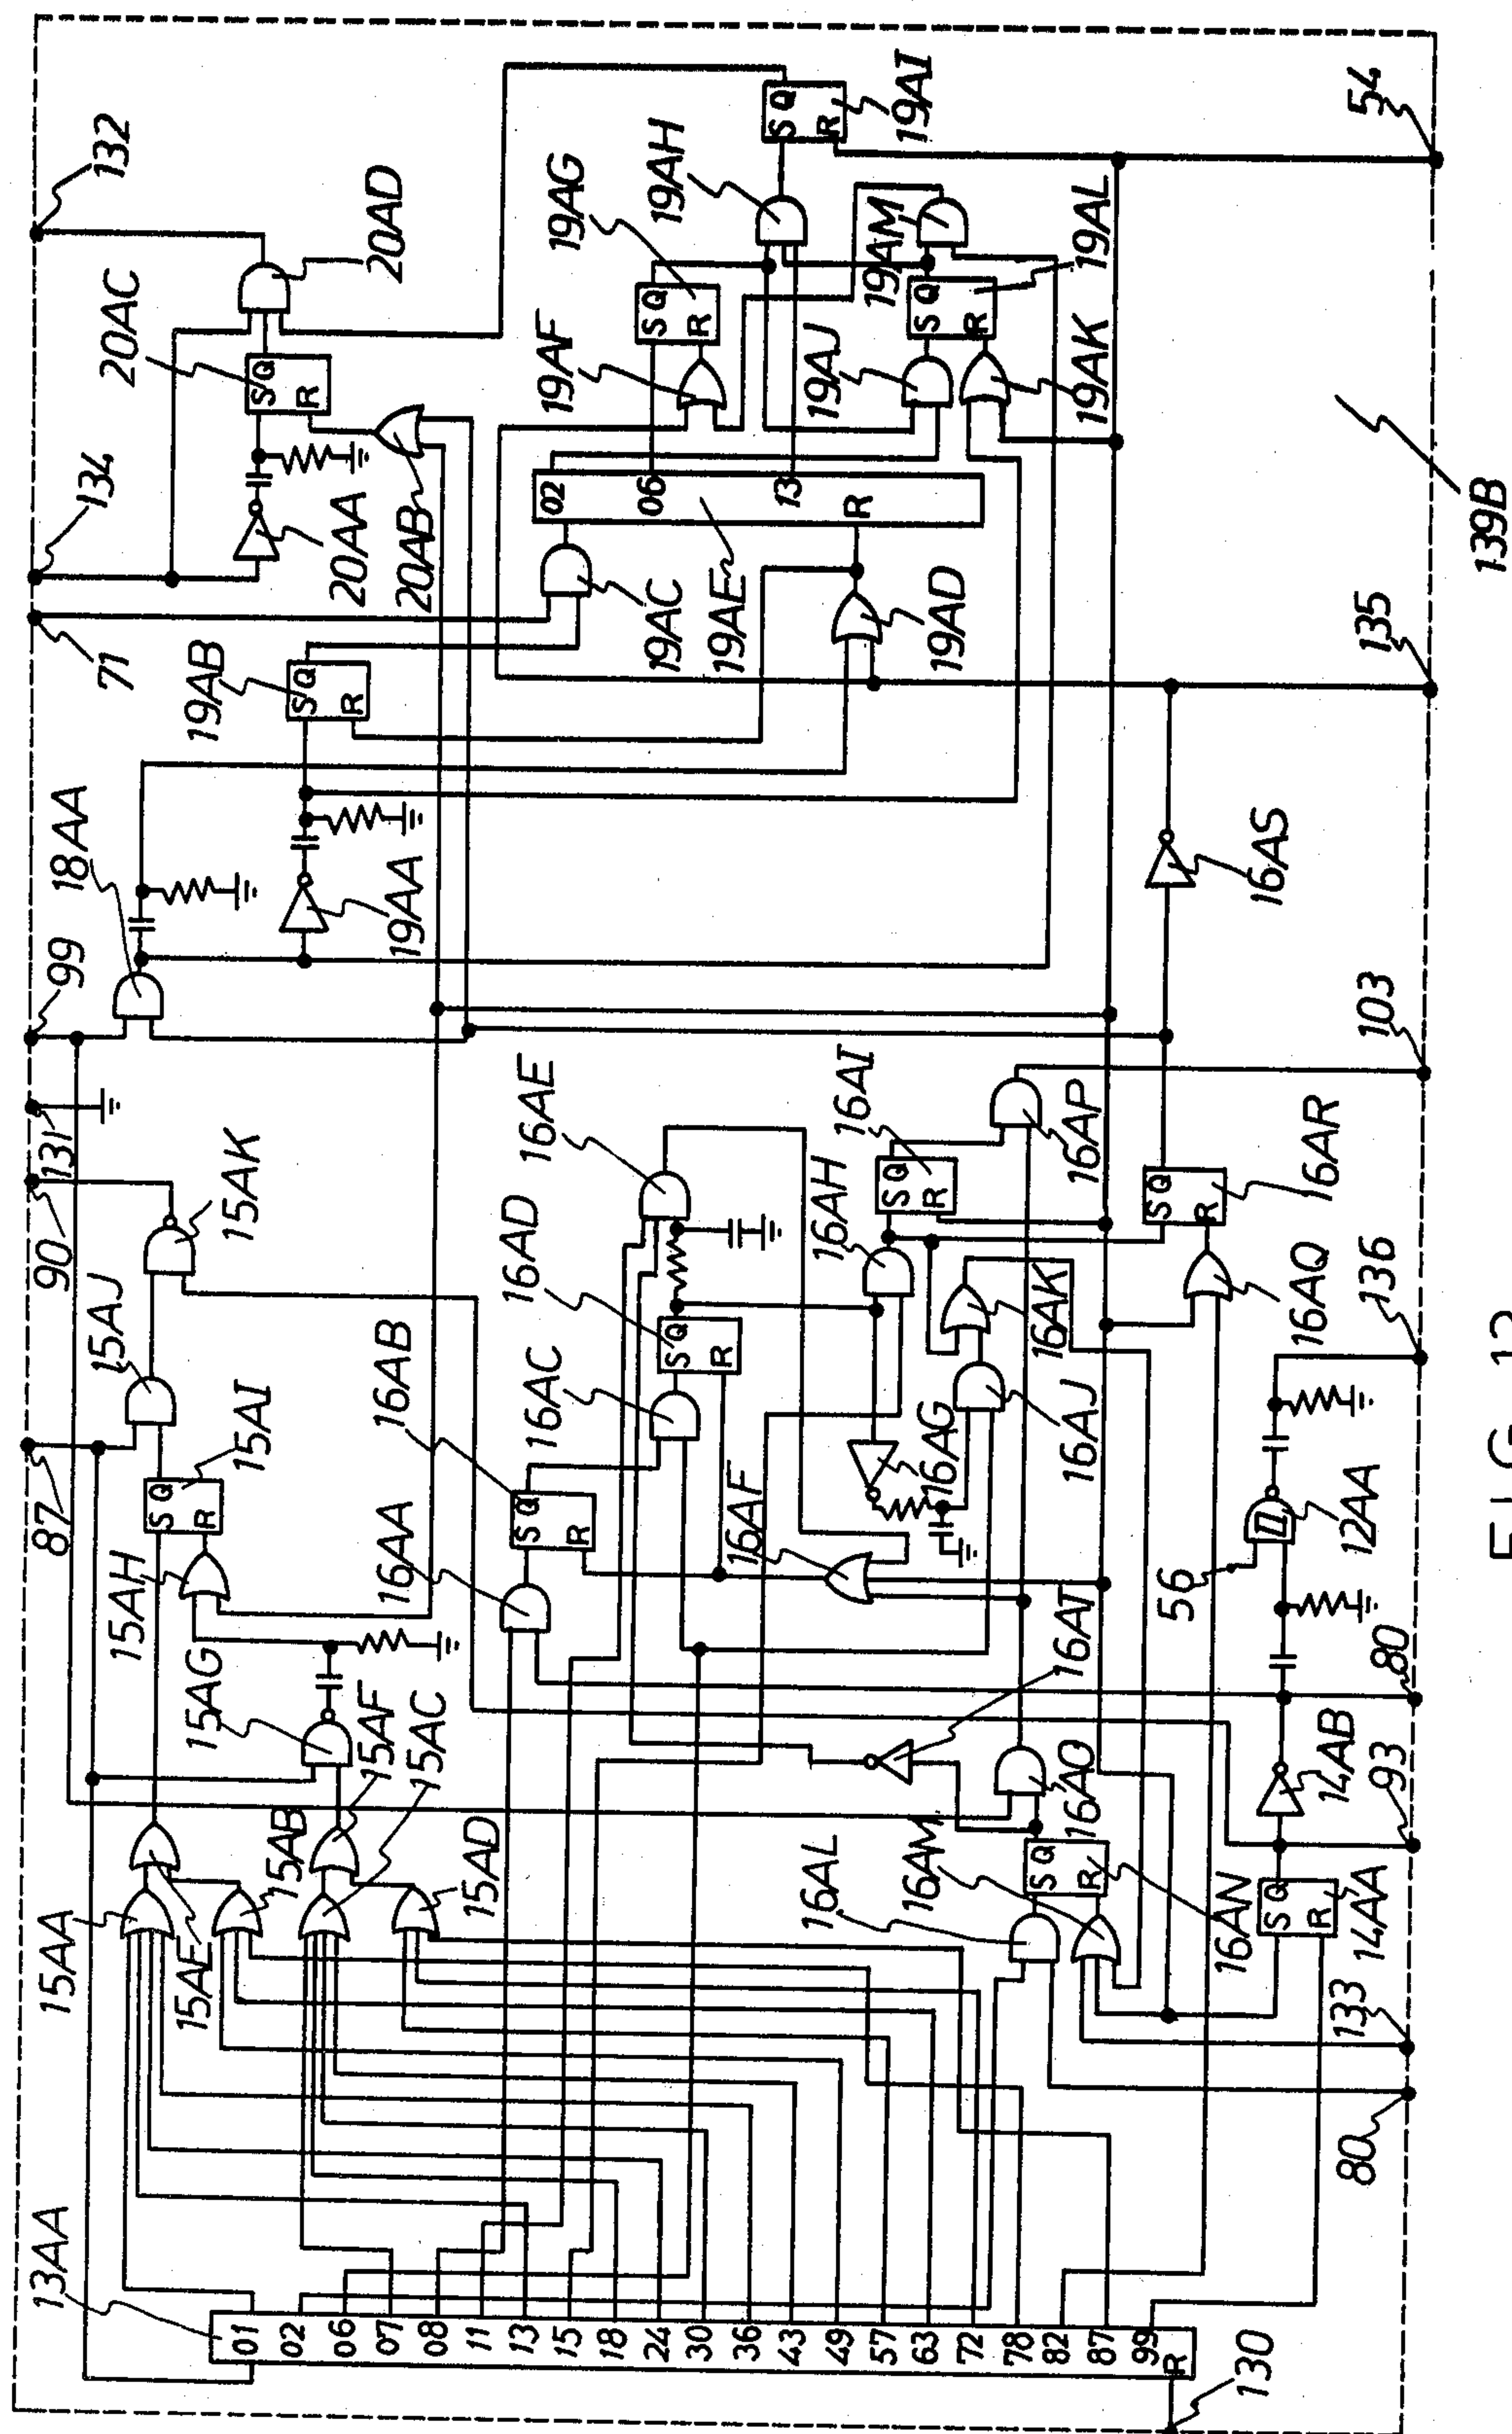 132
134
71
99
131
90
87
20AD
20AC
20AA
20AB
S Q
R
19AB
S Q
R
18AA
19AA
19AC
19AE
19AD
02
06
13
R
19AF
19AG
S Q
R
19AH
19AI
S Q
R
19AJ
19AM
19AL
S Q
R
19AK
54
135
139B
16AS
103
15AK
15AJ
15AI
S Q
R
15AH
15AG
15AF
15AC
15AB
15AD
15AE
15AA
13AA
01
02
06
07
08
11
13
15
18
24
30
36
43
49
57
63
72
78
82
87
99
R
130
16AA
16AB
S Q
R
16AC
16AD
S Q
R
16AE
16AF
16AG
16AH
16AI
S Q
R
16AJ
16AK
16AP
16AR
S Q
R
16AQ
136
16AT
16AL
16AM
16AO
S Q
R
16AN
56
12AA
14AB
80
93
S Q
R
14AA
133
80